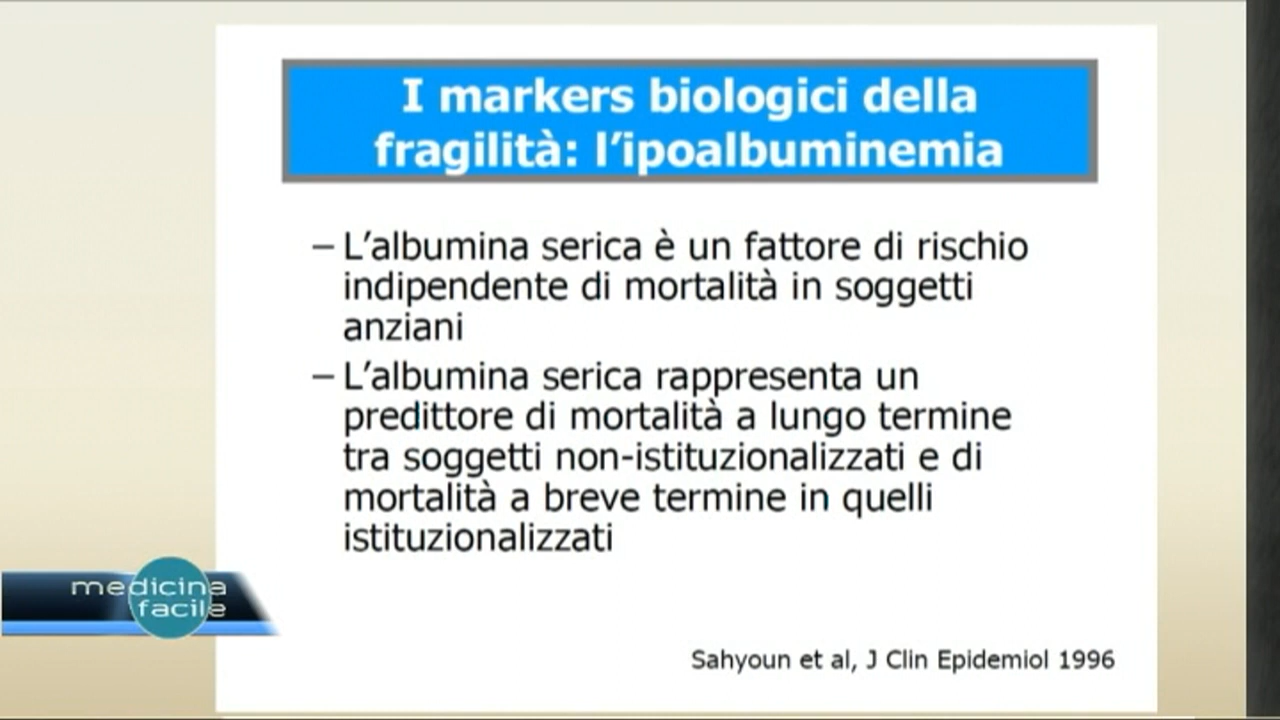 I markers biologici della
fragilità: l’ipoalbuminemia
– L’albumina serica è un fattore di rischio
indipendente di mortalità in soggetti
anziani
– L’albumina serica rappresenta un
predittore di mortalità a lungo termine
tra soggetti non-istituzionalizzati e di
mortalità a breve termine in quelli
istituzionalizzati
medicina
facile
Sahyoun et al, J Clin Epidemiol 1996